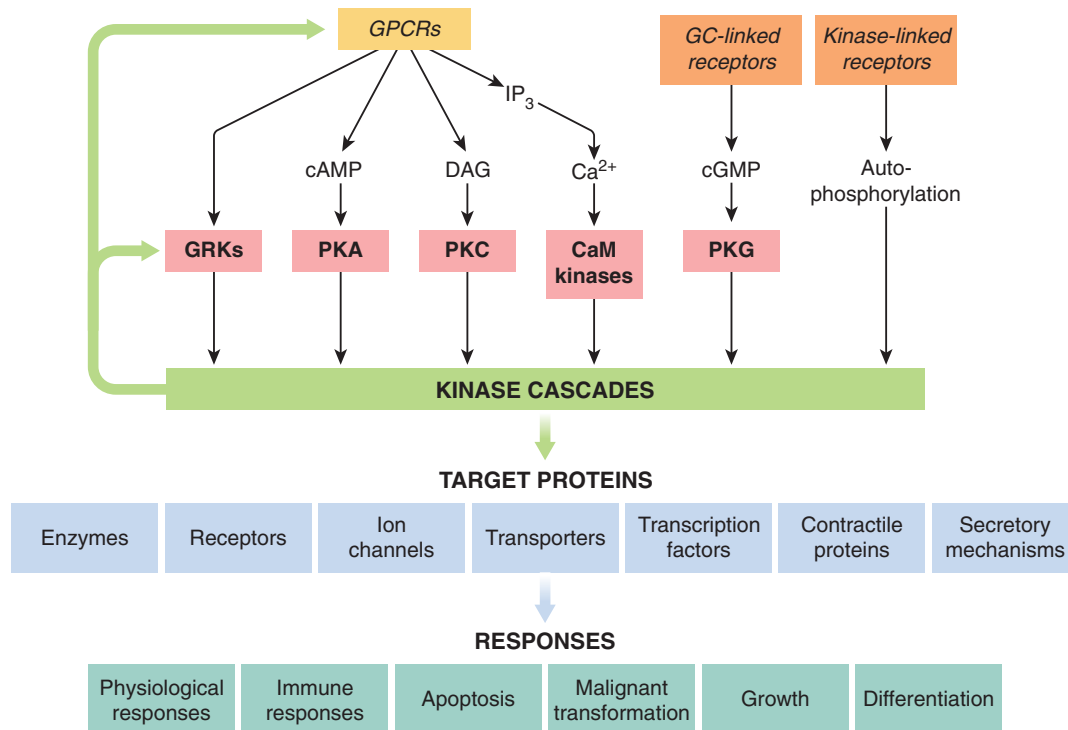 GPCRs
GC-linked
receptors
Kinase-linked
receptors
IP₃
cAMP
DAG
Ca²⁺
cGMP
Auto-
phosphorylation
GRKs
PKA
PKC
CaM
kinases
PKG
KINASE CASCADES
TARGET PROTEINS
Enzymes
Receptors
Ion
channels
Transporters
Transcription
factors
Contractile
proteins
Secretory
mechanisms
RESPONSES
Physiological
responses
Immune
responses
Apoptosis
Malignant
transformation
Growth
Differentiation